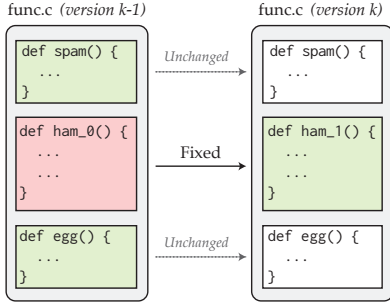 func.c (version k-1)
func.c (version k)
def spam() {
...
}
Unchanged
def spam() {
...
}
def ham_0() {
...
...
}
Fixed
def ham_1() {
...
...
}
def egg() {
...
}
Unchanged
def egg() {
...
}